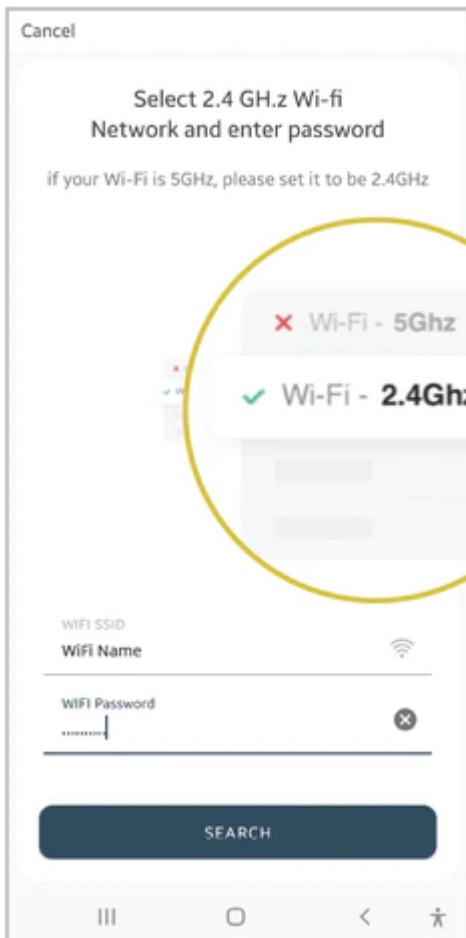 Cancel
Select 2.4 GH.z Wi-fi
Network and enter password
if your Wi-Fi is 5GHz, please set it to be 2.4GHz
Wi-Fi - 5Ghz
Wi-Fi - 2.4Ghz
WIFI SSID
WiFi Name
WIFI Password
SEARCH